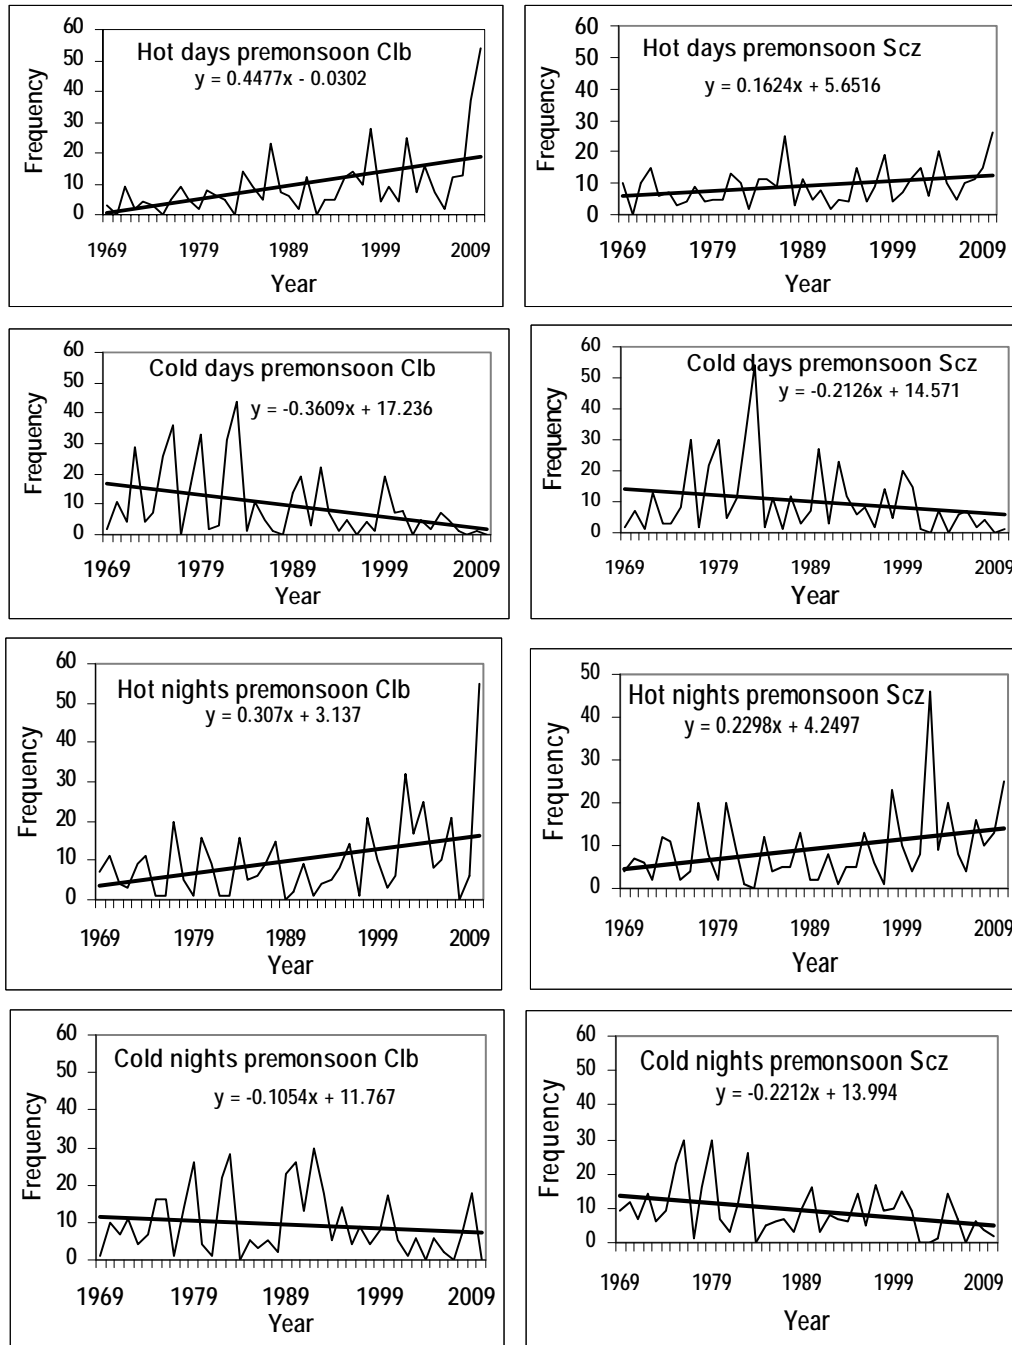 Hot days premonsoon Clb
y = 0.4477x - 0.0302
Frequency
60
50
40
30
20
10
0
1969 1979 1989 1999 2009
Year
Hot days premonsoon Scz
y = 0.1624x + 5.6516
Frequency
60
50
40
30
20
10
0
1969 1979 1989 1999 2009
Year
Cold days premonsoon Clb
y = -0.3609x + 17.236
Frequency
60
50
40
30
20
10
0
1969 1979 1989 1999 2009
Year
Cold days premonsoon Scz
y = -0.2126x + 14.571
Frequency
60
50
40
30
20
10
0
1969 1979 1989 1999 2009
Year
Hot nights premonsoon Clb
y = 0.307x + 3.137
Frequency
60
50
40
30
20
10
0
1969 1979 1989 1999 2009
Year
Hot nights premonsoon Scz
y = 0.2298x + 4.2497
Frequency
50
40
30
20
10
0
1969 1979 1989 1999 2009
Year
Cold nights premonsoon Clb
y = -0.1054x + 11.767
Frequency
60
50
40
30
20
10
0
1969 1979 1989 1999 2009
Year
Cold nights premonsoon Scz
y = -0.2212x + 13.994
Frequency
60
50
40
30
20
10
0
1969 1979 1989 1999 2009
Year